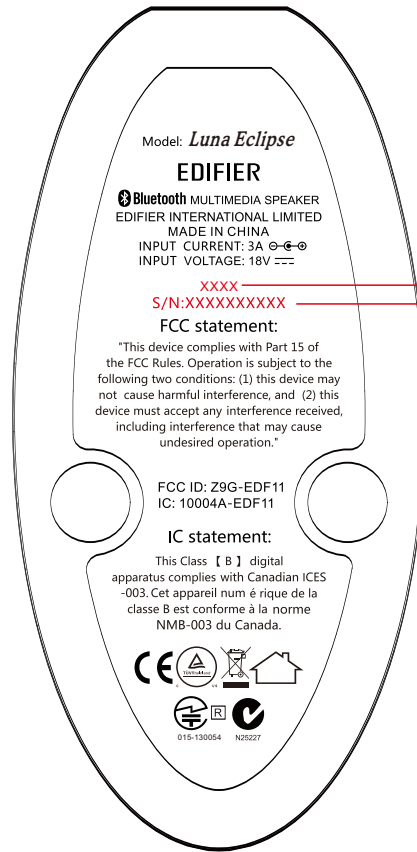 Model: Luna Eclipse
EDIFIER
Bluetooth MULTIMEDIA SPEAKER
EDIFIER INTERNATIONAL LIMITED
MADE IN CHINA
INPUT CURRENT: 3A
INPUT VOLTAGE: 18V
XXXX
S/N:XXXXXXXXXX
FCC statement:
"This device complies with Part 15 of
the FCC Rules. Operation is subject to the
following two conditions: (1) this device may
not cause harmful interference, and (2) this
device must accept any interference received,
including interference that may cause
undesired operation."
FCC ID: Z9G-EDF11
IC: 10004A-EDF11
IC statement:
This Class 【 B 】 digital
apparatus complies with Canadian ICES
-003. Cet appareil num é rique de la
classe B est conforme à la norme
NMB-003 du Canada.
CE
R
015-130054 N25227